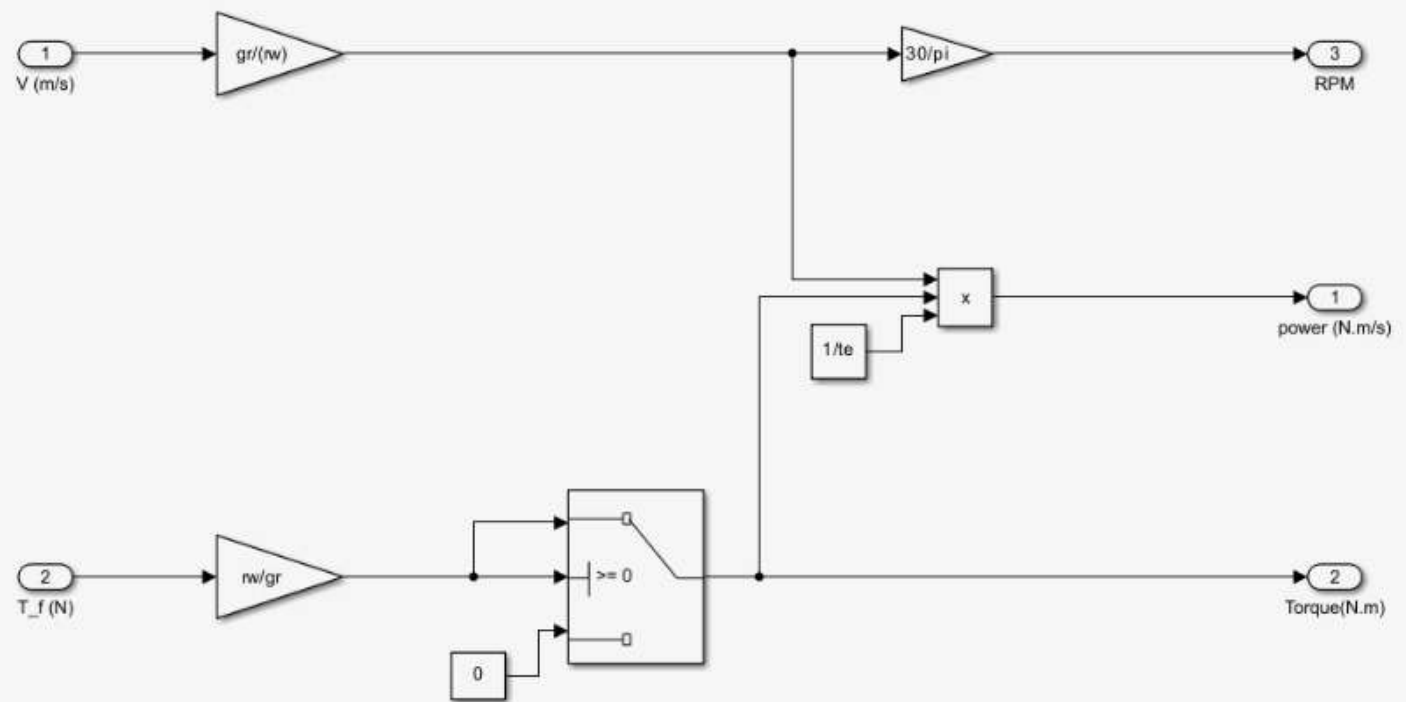 1
gr/(rw)
30/pi
3
V (m/s)
RPM
x
1
power (N.m/s)
1/te
2
rw/gr
>= 0
2
T_f (N)
Torque(N.m)
0